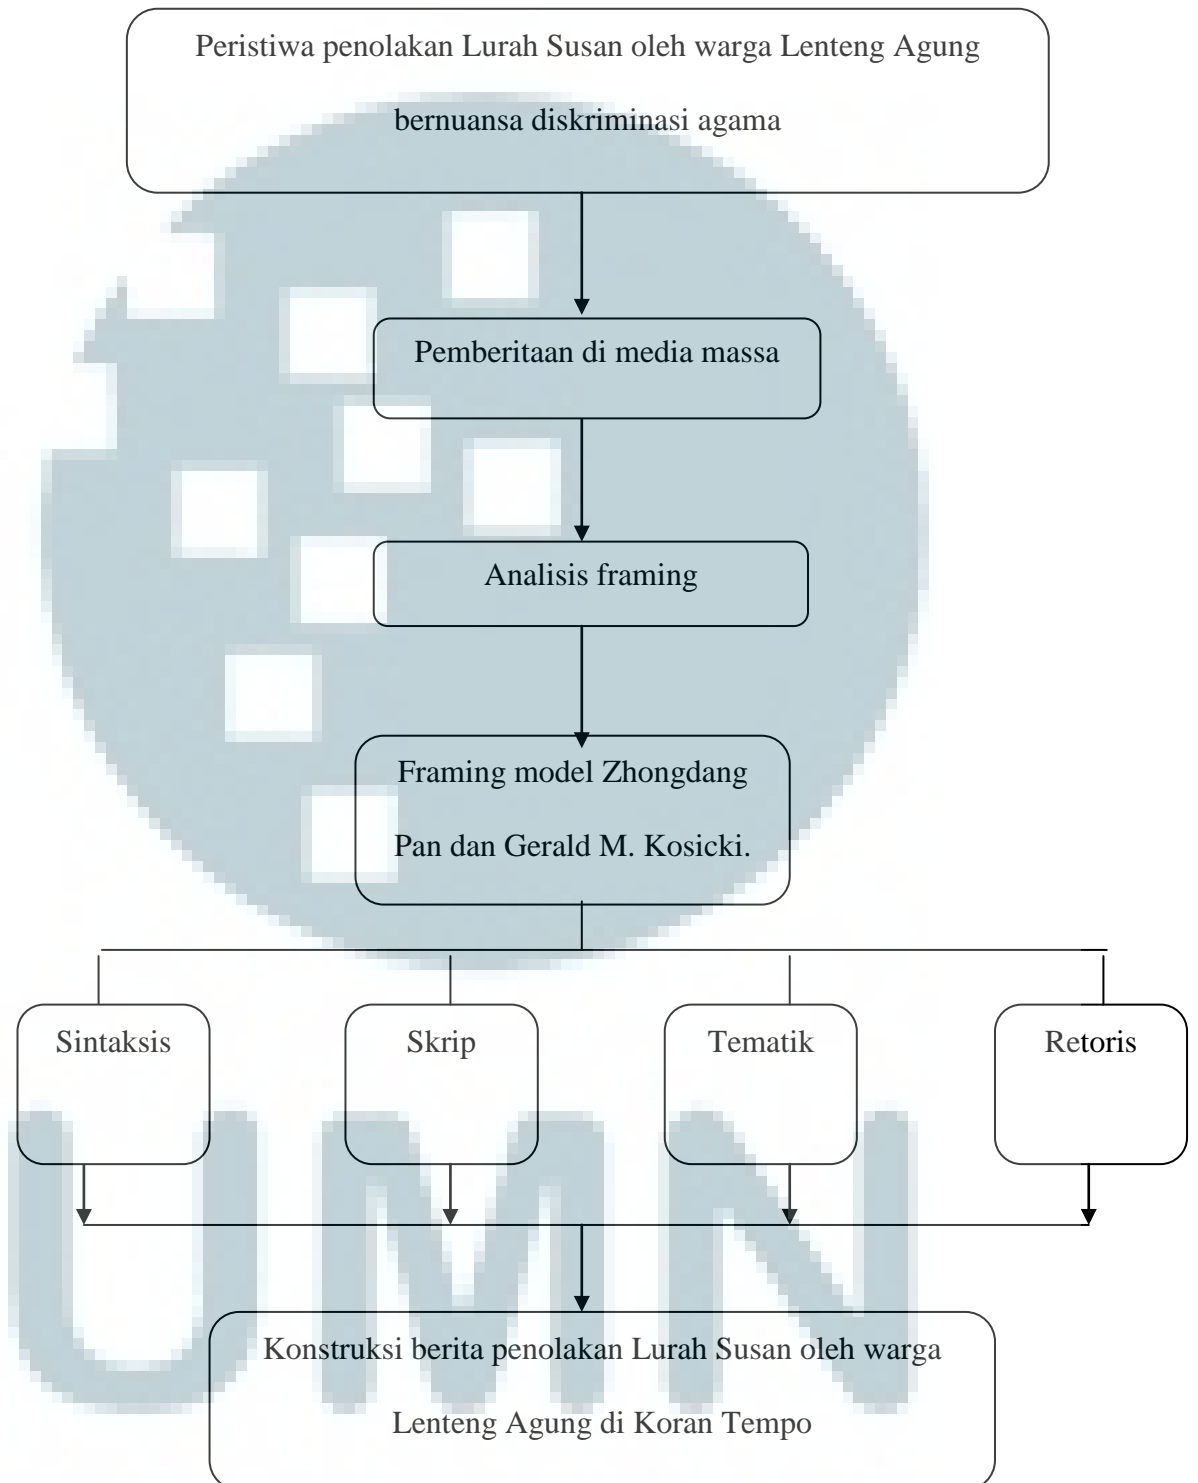 Peristiwa penolakan Lurah Susan oleh warga Lenteng Agung
bernuansa diskriminasi agama
Pemberitaan di media massa
Analisis framing
Framing model Zhongdang
Pan dan Gerald M. Kosicki.
Sintaksis
Skrip
Tematik
Retoris
UMN
Konstruksi berita penolakan Lurah Susan oleh warga
Lenteng Agung di Koran Tempo